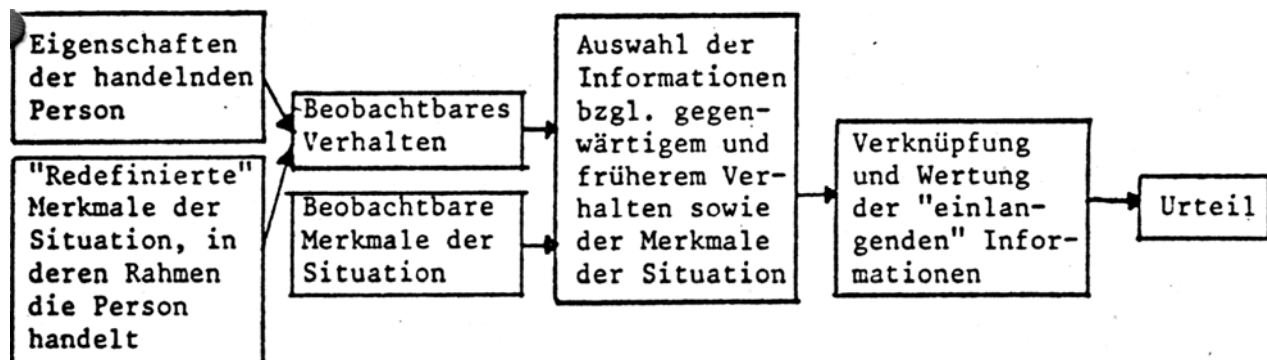 Eigenschaften
der handelnden
Person
"Redefinierte"
Merkmale der
Situation, in
deren Rahmen
die Person
handelt
Beobachtbares
Verhalten
Beobachtbare
Merkmale der
Situation
Auswahl der
Informationen
bzgl. gegen-
wärtigem und
früherem Ver-
halten sowie
der Merkmale
der Situation
Verknüpfung
und Wertung
der "einlan-
genden" Infor-
mationen
Urteil